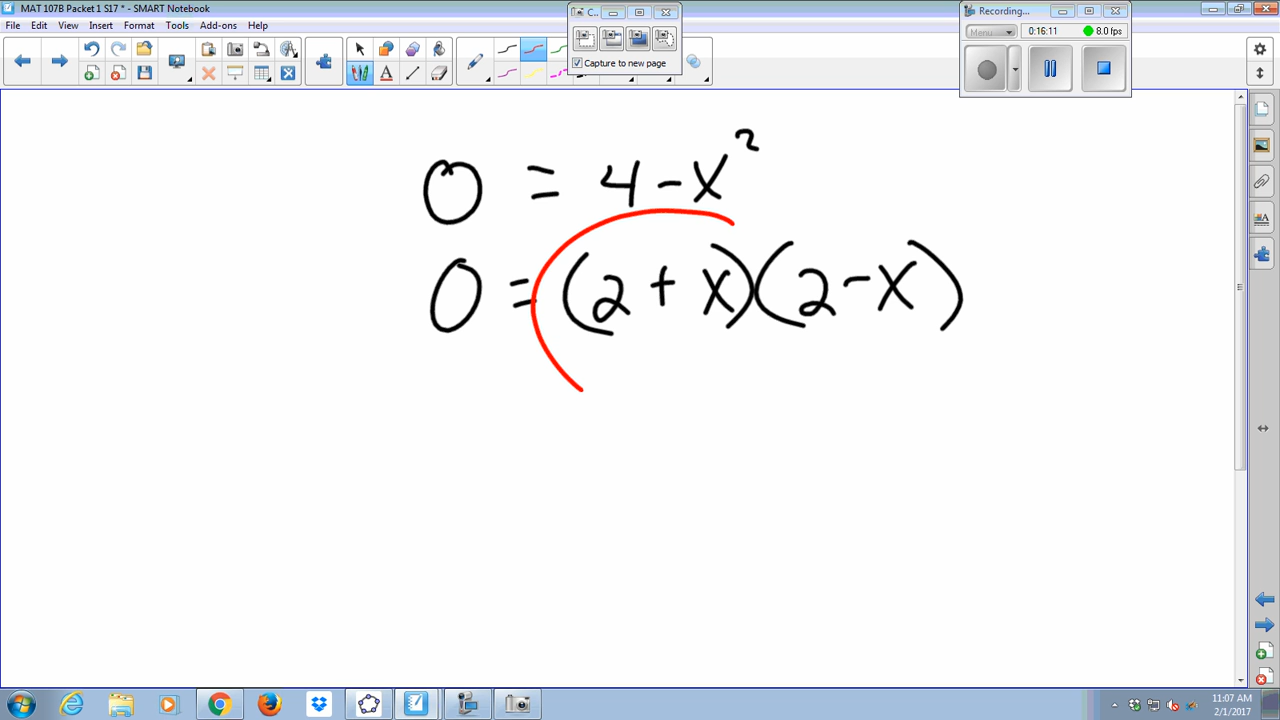 MAT 107B Packet 1 S17 * - SMART Notebook
C..
Recording...
File Edit View Insert Format Tools Add-ons Help
Menu
0:16:11
8.0 fps
Capture to new page
0 = 4 - x²
0 = (2 + x)(2 - x)
11:07 AM
2/1/2017